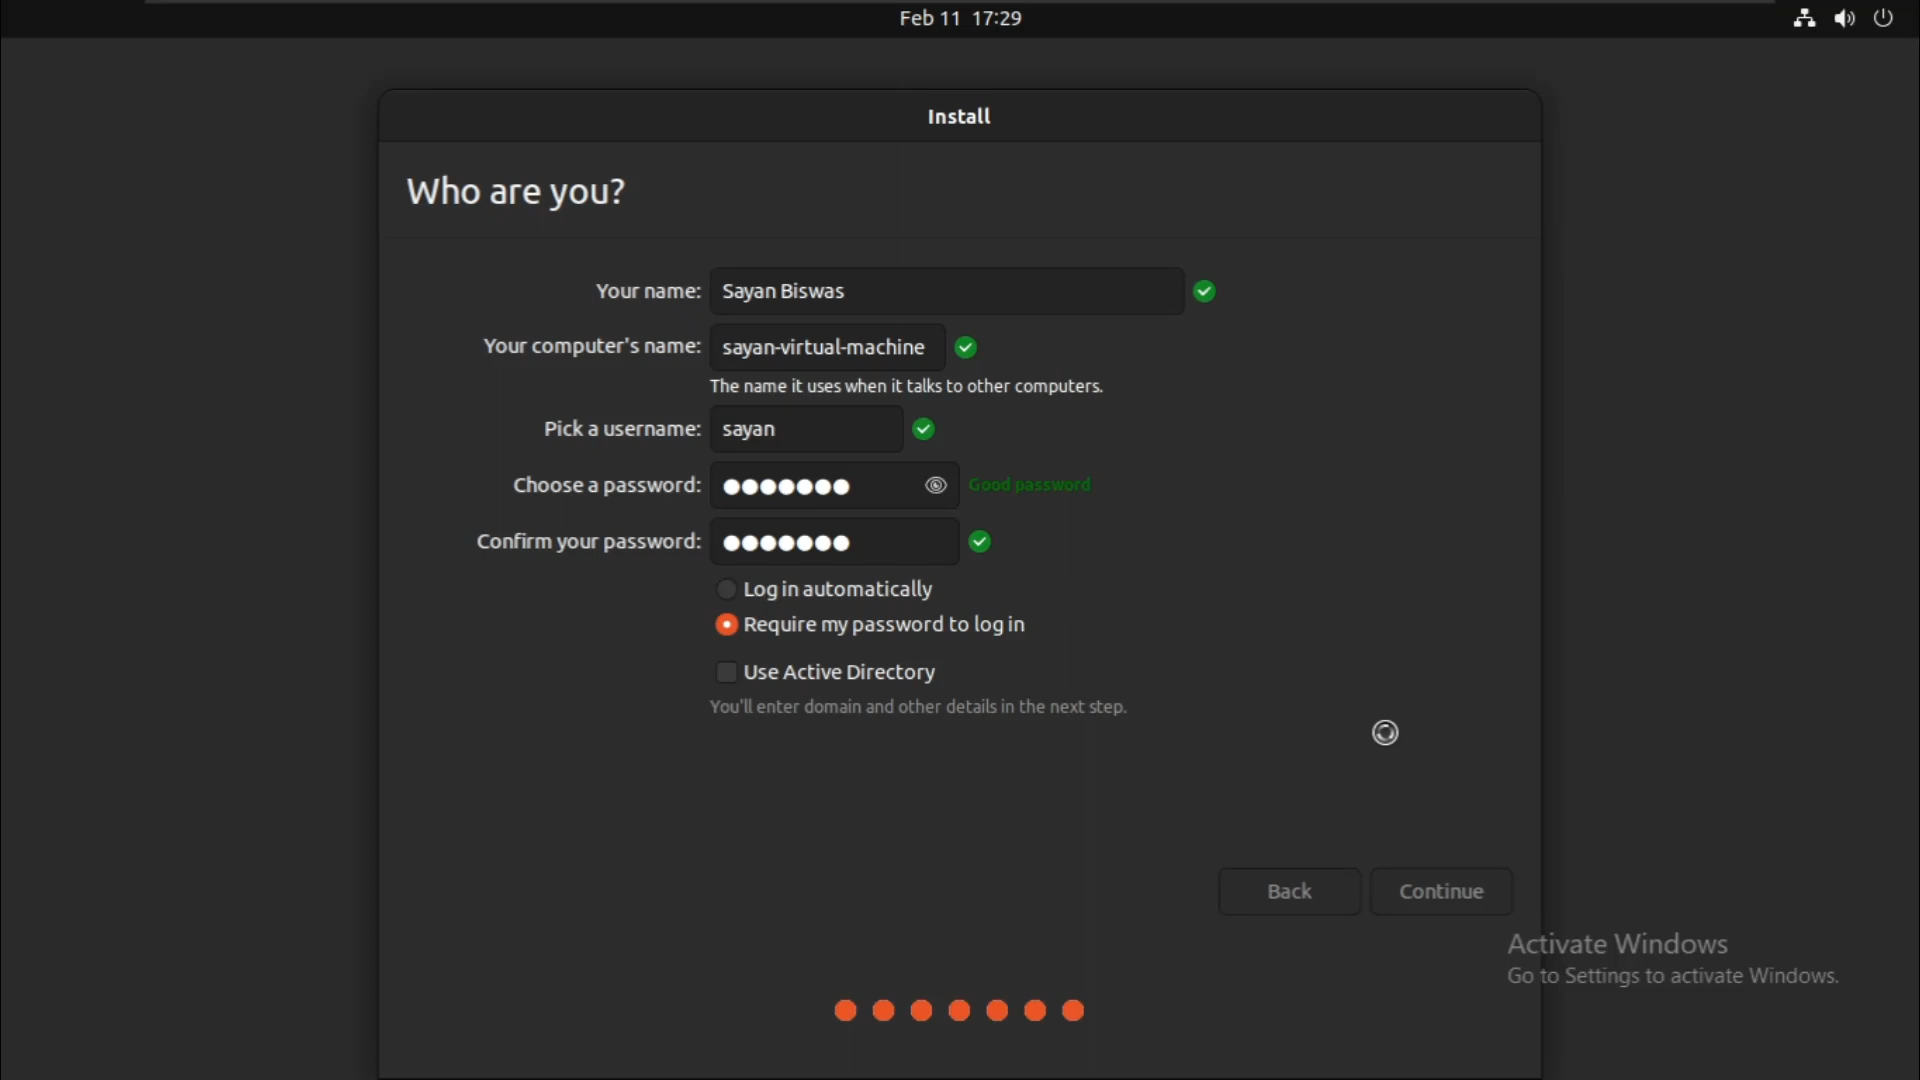 Feb 11 17:29
Install
Who are you?
Your name: Sayan Biswas
Your computer's name: sayan-virtual-machine
The name it uses when it talks to other computers.
Pick a username: sayan
Choose a password: ●●●●●●● Good password
Confirm your password: ●●●●●●●
Log in automatically
Require my password to log in
Use Active Directory
You'll enter domain and other details in the next step.
Back Continue
Activate Windows
Go to Settings to activate Windows.